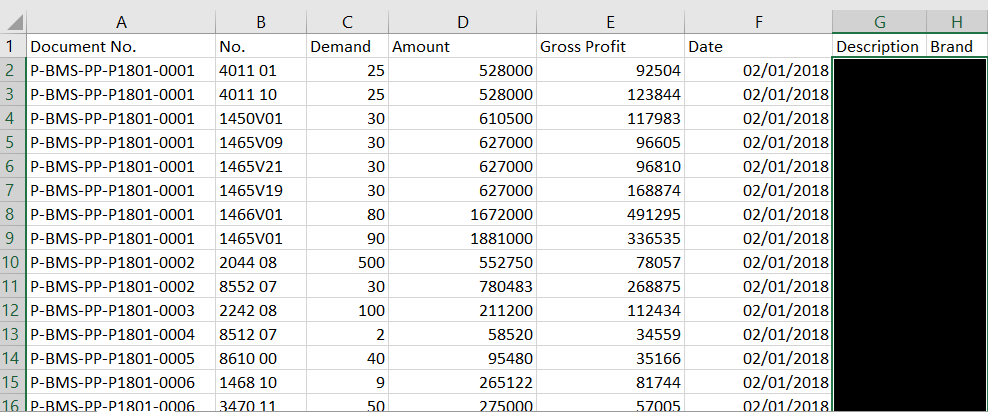 A B C D E F G H
1 Document No. No. Demand Amount Gross Profit Date Description Brand
2 P-BMS-PP-P1801-0001 4011 01 25 528000 92504 02/01/2018
3 P-BMS-PP-P1801-0001 4011 10 25 528000 123844 02/01/2018
4 P-BMS-PP-P1801-0001 1450V01 30 610500 117983 02/01/2018
5 P-BMS-PP-P1801-0001 1465V09 30 627000 96605 02/01/2018
6 P-BMS-PP-P1801-0001 1465V21 30 627000 96810 02/01/2018
7 P-BMS-PP-P1801-0001 1465V19 30 627000 168874 02/01/2018
8 P-BMS-PP-P1801-0001 1466V01 80 1672000 491295 02/01/2018
9 P-BMS-PP-P1801-0001 1465V01 90 1881000 336535 02/01/2018
10 P-BMS-PP-P1801-0002 2044 08 500 552750 78057 02/01/2018
11 P-BMS-PP-P1801-0002 8552 07 30 780483 268875 02/01/2018
12 P-BMS-PP-P1801-0003 2242 08 100 211200 112434 02/01/2018
13 P-BMS-PP-P1801-0004 8512 07 2 58520 34559 02/01/2018
14 P-BMS-PP-P1801-0005 8610 00 40 95480 35166 02/01/2018
15 P-BMS-PP-P1801-0006 1468 10 9 265122 81744 02/01/2018
16 P-BMS-PP-P1801-0006 3470 11 50 275000 57005 02/01/2018